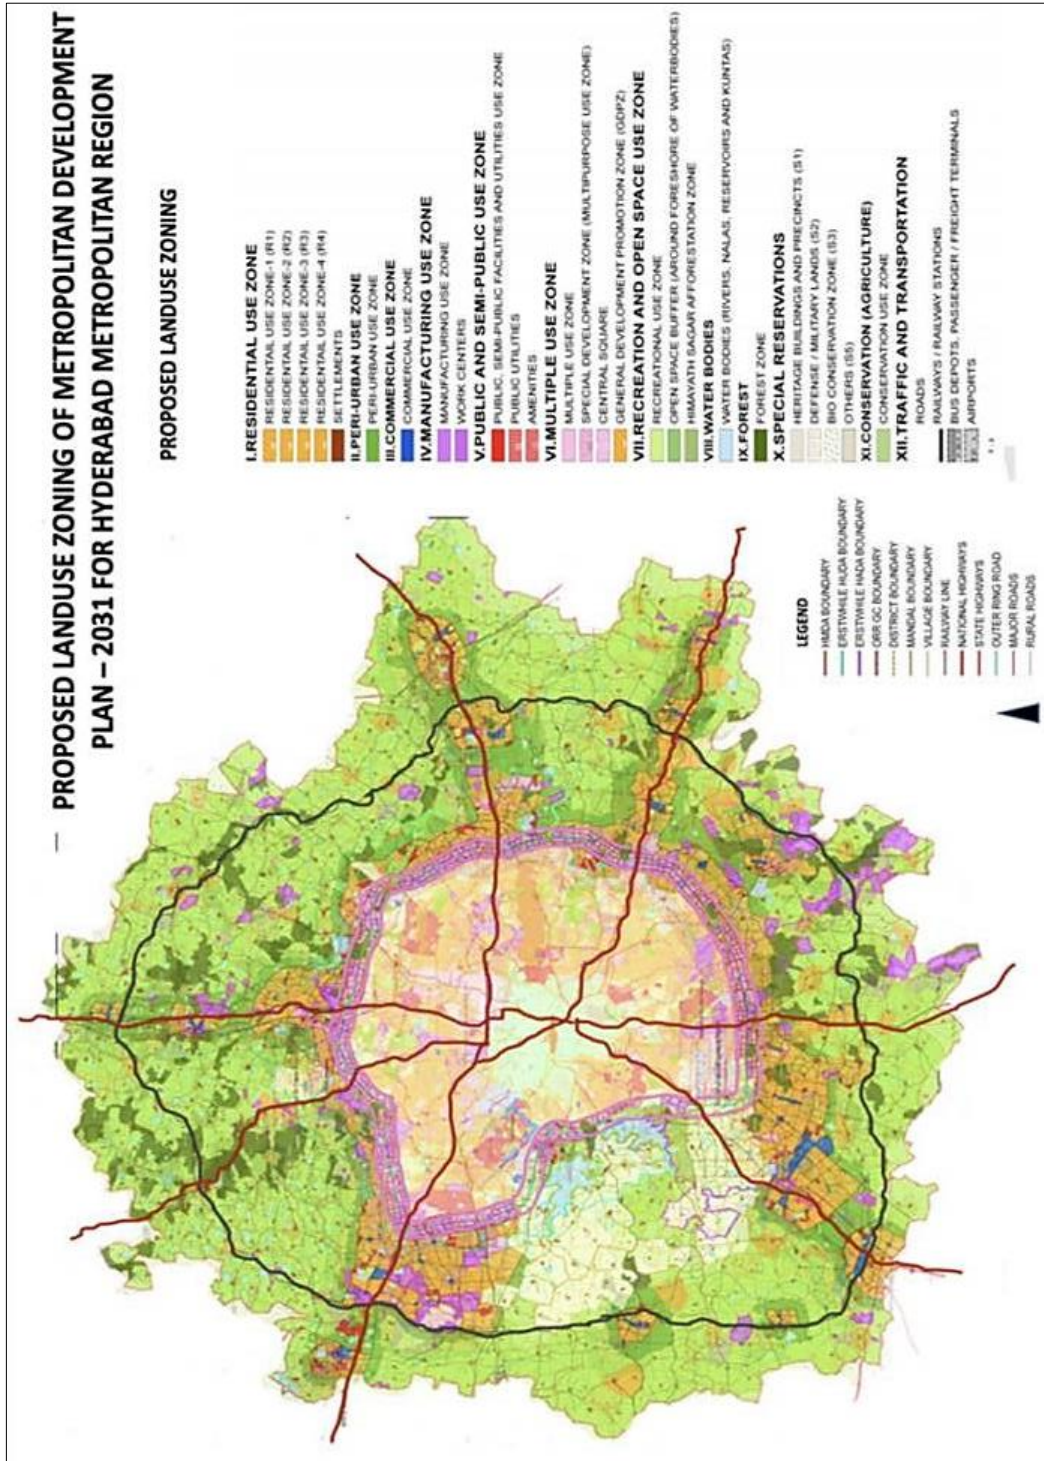 PROPOSED LANDUSE ZONING OF METROPOLITAN DEVELOPMENT
PLAN – 2031 FOR HYDERABAD METROPOLITAN REGION
PROPOSED LANDUSE ZONING
I.RESIDENTIAL USE ZONE
RESIDENTAIL USE ZONE-1 (R1)
RESIDENTAIL USE ZONE-2 (R2)
RESIDENTAIL USE ZONE-3 (R3)
RESIDENTAIL USE ZONE-4 (R4)
SETTLEMENTS
II.PERI-URBAN USE ZONE
PERI-URBAN USE ZONE
III.COMMERCIAL USE ZONE
COMMERCIAL USE ZONE
IV.MANUFACTURING USE ZONE
MANUFACTURING USE ZONE
WORK CENTERS
V.PUBLIC AND SEMI-PUBLIC USE ZONE
PUBLIC, SEMI-PUBLIC FACILITIES AND UTILITIES USE ZONE
PUBLIC UTILITIES
AMENITIES
VI.MULTIPLE USE ZONE
MULTIPLE USE ZONE
SPECIAL DEVELOPMENT ZONE (MULTIPURPOSE USE ZONE)
CENTRAL SQUARE
GENERAL DEVELOPMENT PROMOTION ZONE (GDPZ)
VII.RECREATION AND OPEN SPACE USE ZONE
RECREATIONAL USE ZONE
OPEN SPACE BUFFER (AROUND FORESHORE OF WATERBODIES)
HIMAYATH SAGAR AFFORESTATION ZONE
VIII.WATER BODIES
WATER BODIES (RIVERS, NALAS, RESERVOIRS AND KUNTAS)
IX.FOREST
FOREST ZONE
X.SPECIAL RESERVATIONS
HERITAGE BUILDINGS AND PRECINCTS (S1)
DEFENSE / MILITARY LANDS (S2)
BIO CONSERVATION ZONE (S3)
OTHERS (S5)
XI.CONSERVATION(AGRICULTURE)
CONSERVATION USE ZONE
XII.TRAFFIC AND TRANSPORTATION
ROADS
RAILWAYS / RAILWAY STATIONS
BUS DEPOTS, PASSENGER / FREIGHT TERMINALS
AIRPORTS
LEGEND
HMDA BOUNDARY
ERSTWHILE HUDA BOUNDARY
ERSTWHILE HADA BOUNDARY
ORR GC BOUNDARY
DISTRICT BOUNDARY
MANDAL BOUNDARY
VILLAGE BOUNDARY
RAILWAY LINE
NATIONAL HIGHWAYS
STATE HIGHWAYS
OUTER RING ROAD
MAJOR ROADS
RURAL ROADS